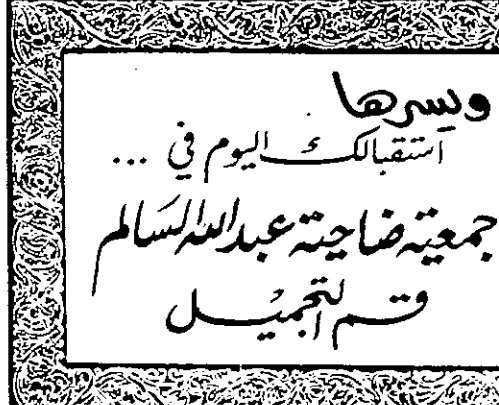 ويسرها
استقبالك اليوم في ...
جمعية ضاحية عبدالله السالم
قسم التجميل